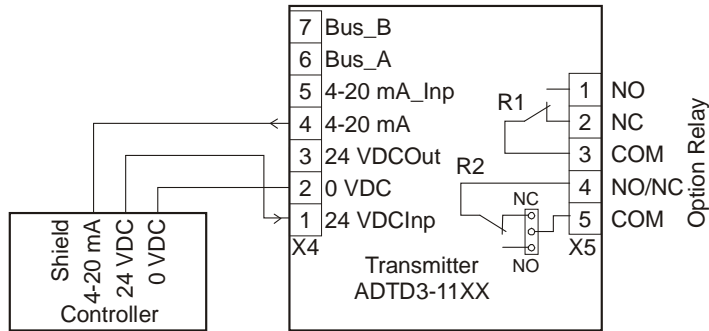 7 Bus_B
6 Bus_A
5 4-20 mA_Inp
4 4-20 mA
3 24 VDCOut
2 0 VDC
1 24 VDCInp
X4
R1
R2
NC
NO
1 NO
2 NC
3 COM
4 NO/NC
5 COM
X5
Option Relay
Transmitter
ADTD3-11XX
Shield
4-20 mA
24 VDC
0 VDC
Controller